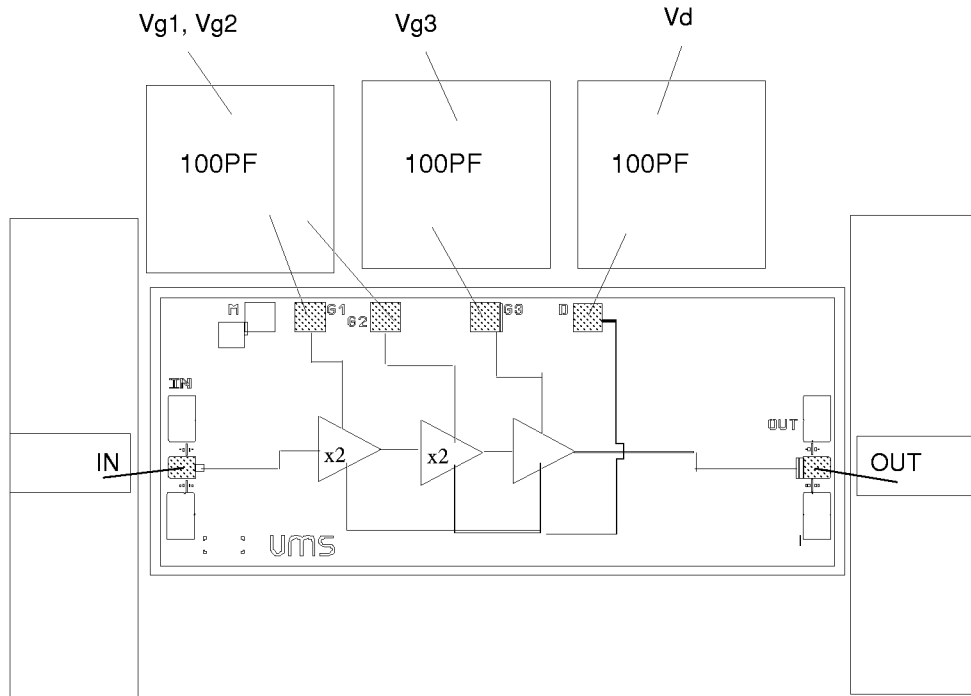 Vg1, Vg2
Vg3
Vd
100PF
100PF
100PF
M
G1
G2
G3
D
IN
OUT
x2
x2
IN
OUT
UMS
I